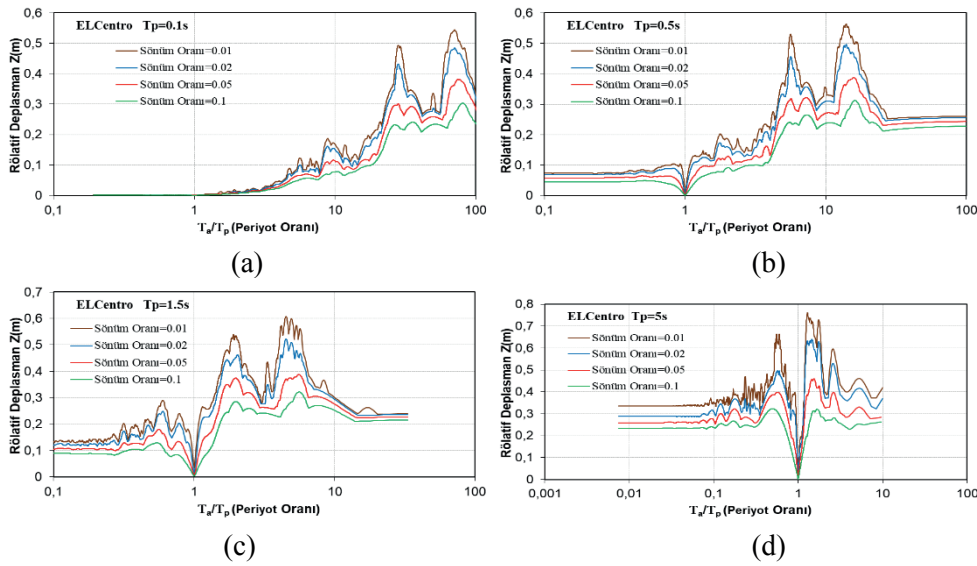 ELCentro Tp=0.1s
Sönüm Oranı=0.01
Sönüm Oranı=0.02
Sönüm Oranı=0.05
Sönüm Oranı=0.1
Rölatif Deplasman Z(m)
0,6
0,5
0,4
0,3
0,2
0,1
0
0,1
1
10
100
Ta/Tp (Periyot Oranı)
(a)
ELCentro Tp=0.5s
Sönüm Oranı=0.01
Sönüm Oranı=0.02
Sönüm Oranı=0.05
Sönüm Oranı=0.1
Rölatif Deplasman Z(m)
0,6
0,5
0,4
0,3
0,2
0,1
0
0,1
1
10
100
Ta/Tp (Periyot Oranı)
(b)
ELCentro Tp=1.5s
Sönüm Oranı=0.01
Sönüm Oranı=0.02
Sönüm Oranı=0.05
Sönüm Oranı=0.1
Rölatif Deplasman Z(m)
0,7
0,6
0,5
0,4
0,3
0,2
0,1
0
0,1
1
10
100
Ta/Tp (Periyot Oranı)
(c)
ELCentro Tp=5s
Sönüm Oranı=0.01
Sönüm Oranı=0.02
Sönüm Oranı=0.05
Sönüm Oranı=0.1
Rölatif Deplasman Z(m)
0,8
0,7
0,6
0,5
0,4
0,3
0,2
0,1
0
0,001
0,01
0,1
1
10
100
Ta/Tp (Periyot Oranı)
(d)